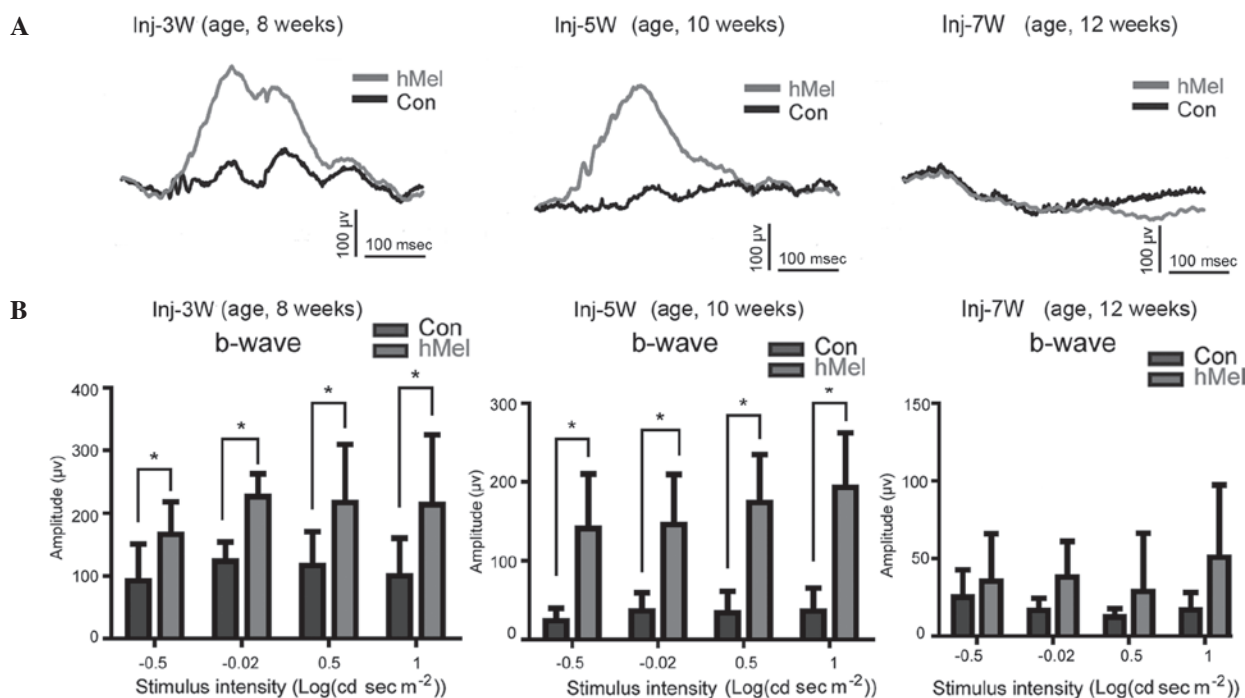 A
Inj-3W (age, 8 weeks)
hMel
Con
100 µv
100 msec
Inj-5W (age, 10 weeks)
hMel
Con
100 µv
100 msec
Inj-7W (age, 12 weeks)
hMel
Con
100 µv
100 msec
B
Inj-3W (age, 8 weeks)
b-wave
Con
hMel
Amplitude (µv)
400
300
200
100
0
* * * *
-0.5 -0.02 0.5 1
Stimulus intensity (Log(cd sec m⁻²))
Inj-5W (age, 10 weeks)
b-wave
Con
hMel
Amplitude (µv)
300
200
100
0
* * * *
-0.5 -0.02 0.5 1
Stimulus intensity (Log(cd sec m⁻²))
Inj-7W (age, 12 weeks)
b-wave
Con
hMel
Amplitude (µv)
150
100
50
0
-0.5 -0.02 0.5 1
Stimulus intensity (Log(cd sec m⁻²))